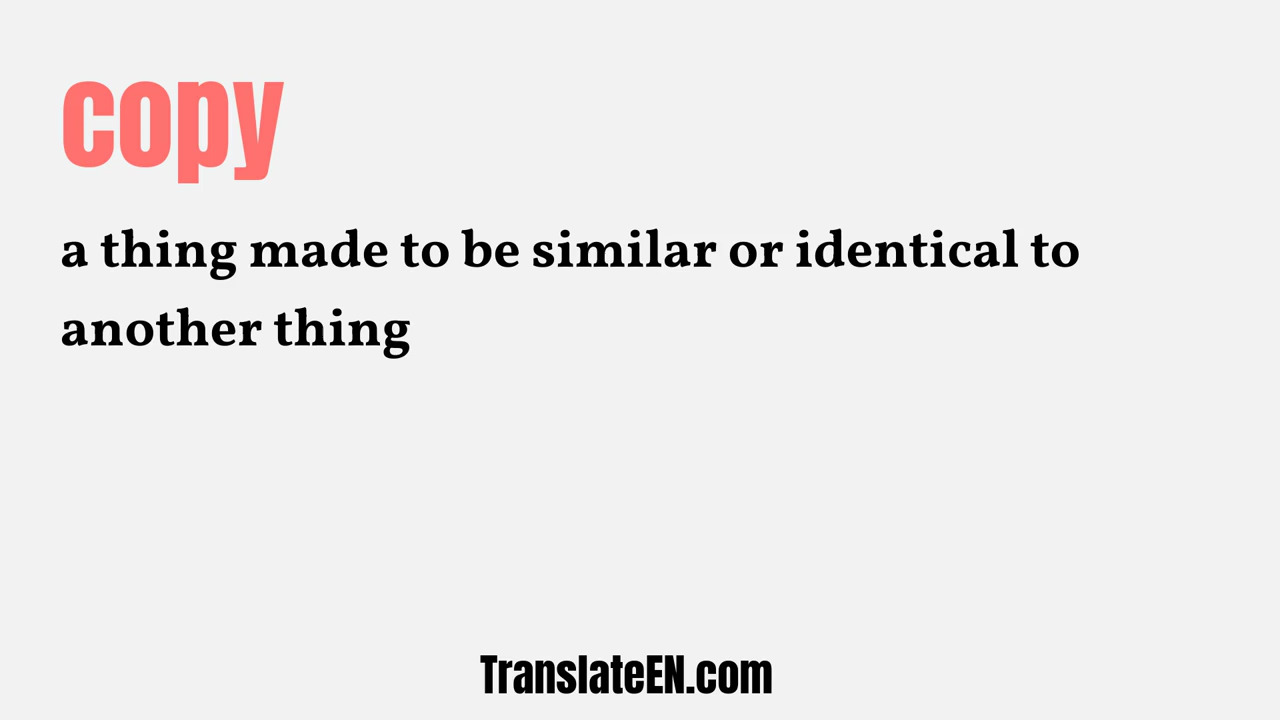 copy
a thing made to be similar or identical to
another thing
TranslateEN.com